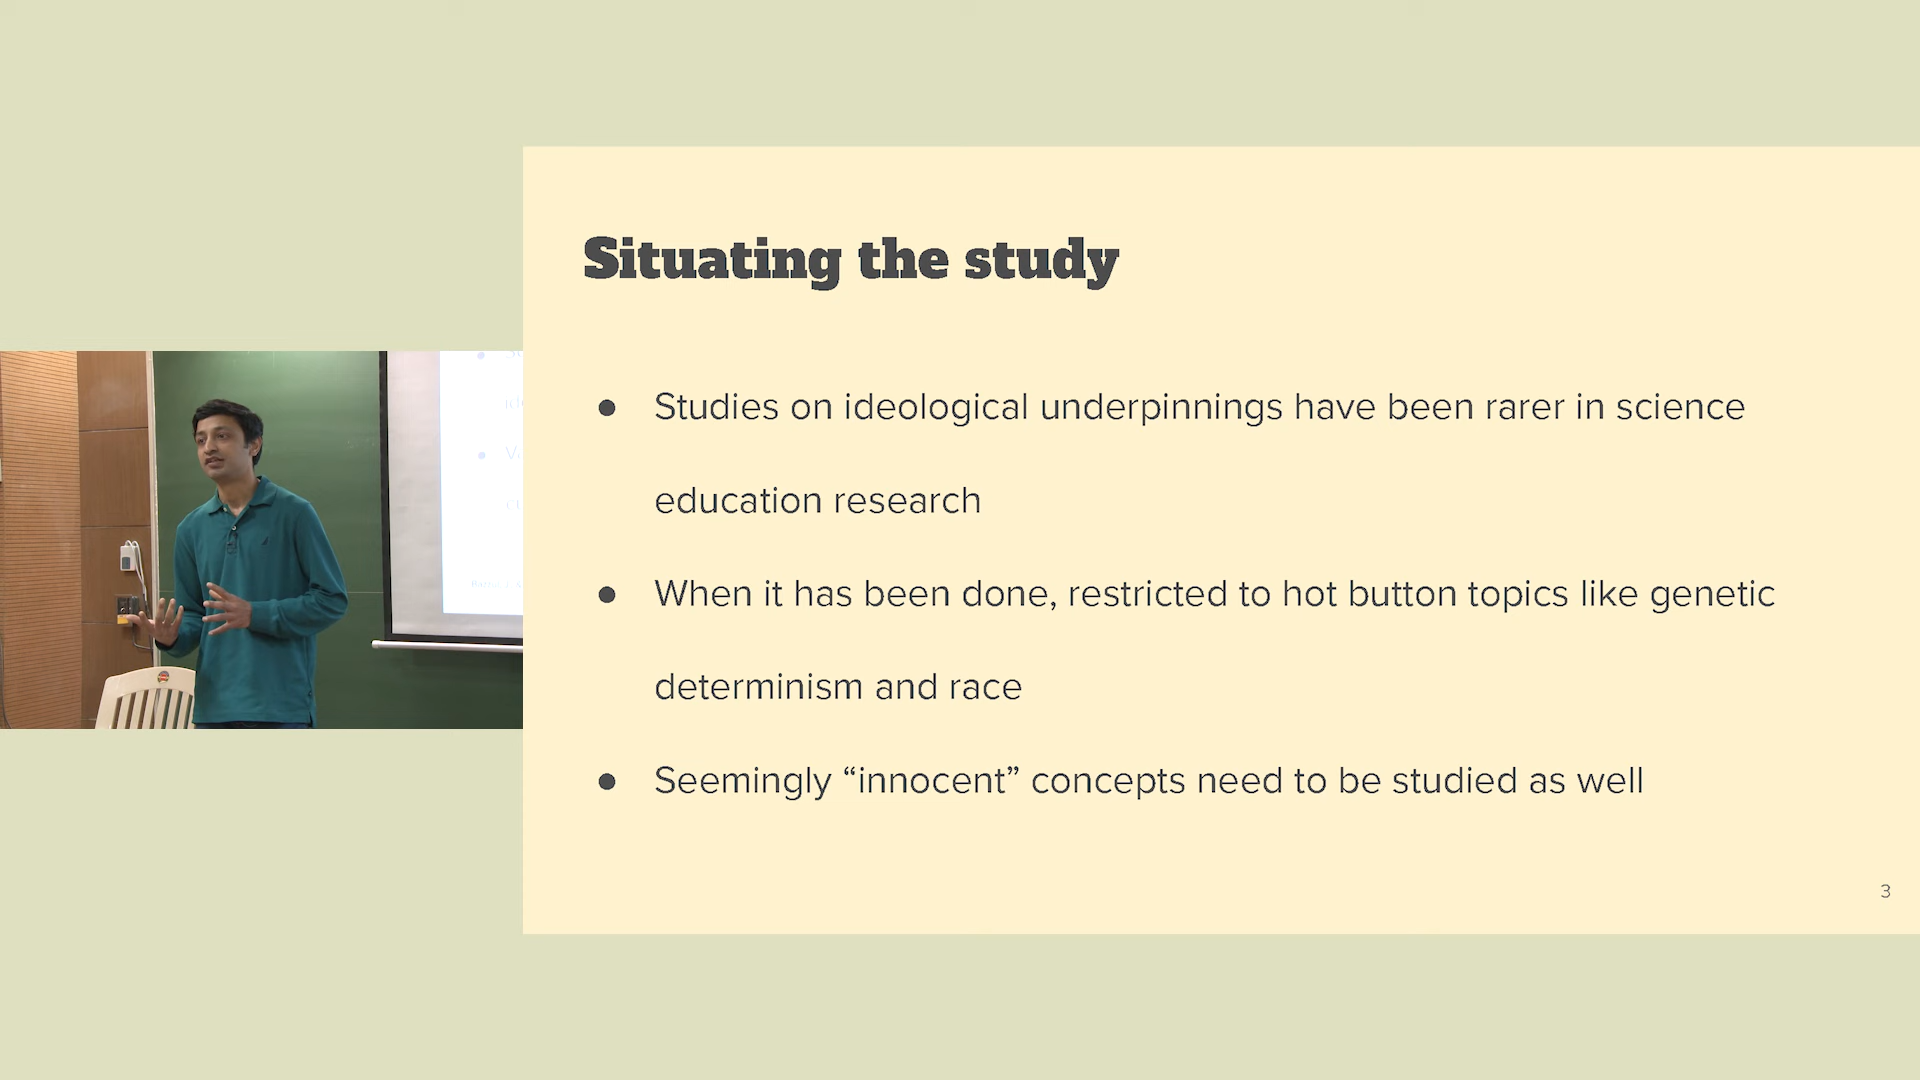 Situating the study
● Studies on ideological underpinnings have been rarer in science
education research
● When it has been done, restricted to hot button topics like genetic
determinism and race
● Seemingly “innocent” concepts need to be studied as well
3